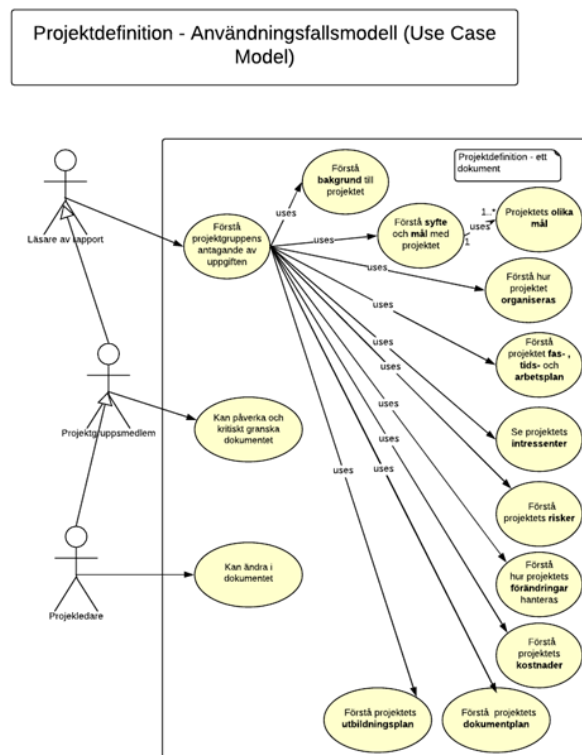 Projektdefinition - Användningsfallsmodell (Use Case
Model)
Projektdefinition - ett
dokument
Förstå
bakgrund till
projektet
uses
Förstå syfte
och mål med
projektet
uses
1..*
uses
1
Projektets olika
mål
Läsare av rapport
Förstå
projektgruppens
antagande av
uppgiften
uses
Förstå hur
projektet
organiseras
uses
Förstå
projektet fas- ,
tids- och
arbetsplan
uses
uses
Projektgruppsmedlem
Kan påverka och
kritiskt granska
dokumentet
uses
uses
Se projektets
intressenter
uses
uses
Förstå
projektets risker
Projekledare
Kan ändra i
dokumentet
Förstå
hur projektets
förändringar
hanteras
Förstå
projektets
kostnader
Förstå projektets
utbildningsplan
Förstå projektets
dokumentplan